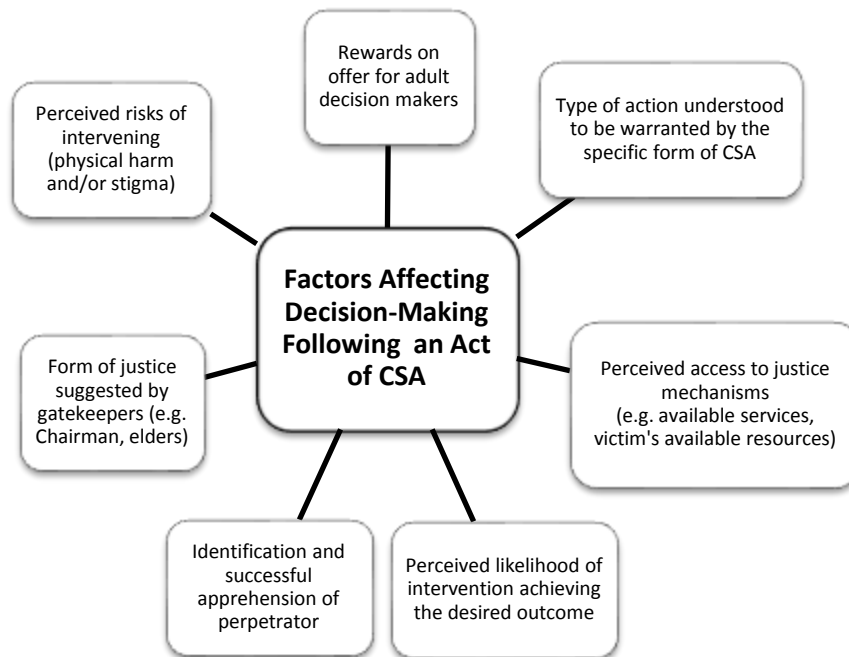 Rewards on
offer for adult
decision makers
Perceived risks of
intervening
(physical harm
and/or stigma)
Type of action understood
to be warranted by the
specific form of CSA
Factors Affecting
Decision-Making
Following an Act
of CSA
Form of justice
suggested by
gatekeepers (e.g.
Chairman, elders)
Perceived access to justice
mechanisms
(e.g. available services,
victim's available resources)
Identification and
successful
apprehension of
perpetrator
Perceived likelihood of
intervention achieving
the desired outcome